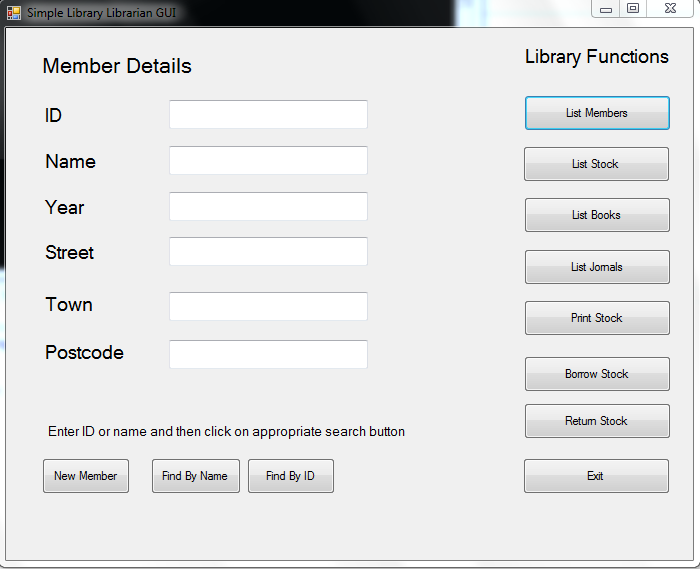 Simple Library Librarian GUI
Member Details
ID
Name
Year
Street
Town
Postcode
Enter ID or name and then click on appropriate search button
New Member
Find By Name
Find By ID
Library Functions
List Members
List Stock
List Books
List Jornals
Print Stock
Borrow Stock
Return Stock
Exit